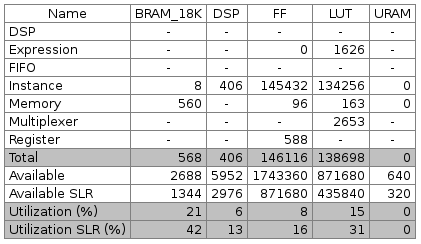 Name BRAM_18K DSP FF LUT URAM
DSP - - - - -
Expression - - 0 1626 -
FIFO - - - - -
Instance 8 406 145432 134256 0
Memory 560 - 96 163 0
Multiplexer - - - 2653 -
Register - - 588 - -
Total 568 406 146116 138698 0
Available 2688 5952 1743360 871680 640
Available SLR 1344 2976 871680 435840 320
Utilization (%) 21 6 8 15 0
Utilization SLR (%) 42 13 16 31 0